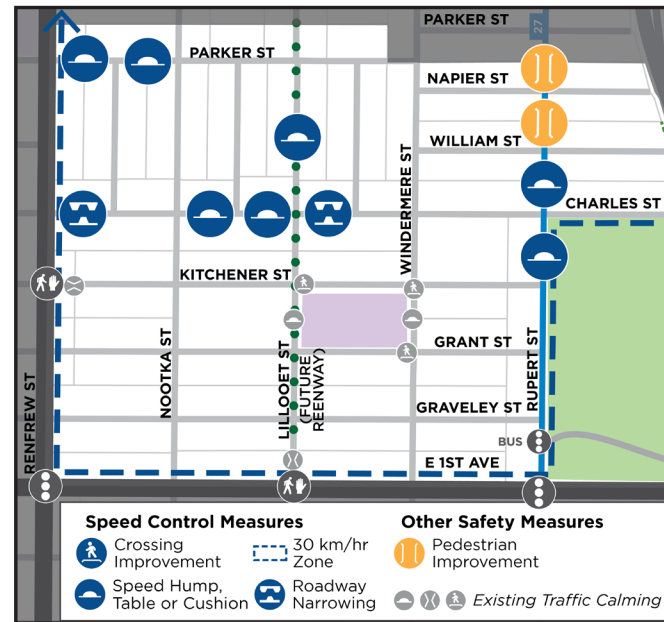 PARKER ST
27
PARKER ST
NAPIER ST
WILLIAM ST
WINDERMERE ST
CHARLES ST
KITCHENER ST
RENFREW ST
NOOTKA ST
LILLOOET ST
(FUTURE
REENWAY)
GRANT ST
RUPERT ST
GRAVELEY ST
BUS
E 1ST AVE
Speed Control Measures
Other Safety Measures
Crossing
Improvement
30 km/hr
Zone
Pedestrian
Improvement
Speed Hump,
Table or Cushion
Roadway
Narrowing
Existing Traffic Calming